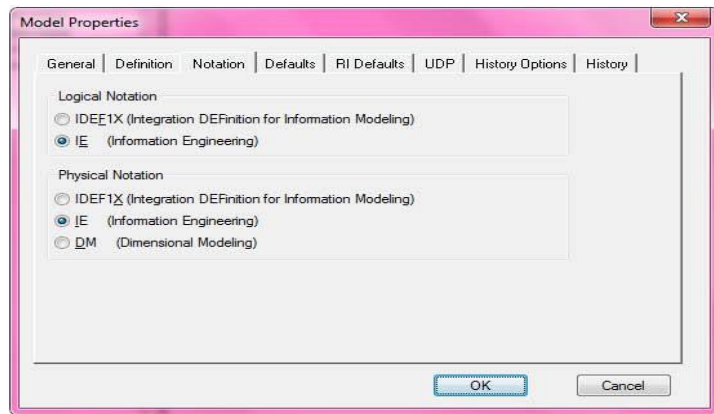 Model Properties
General Definition Notation Defaults RI Defaults UDP History Options History
Logical Notation
IDEF1X (Integration DEFinition for Information Modeling)
IE (Information Engineering)
Physical Notation
IDEF1X (Integration DEFinition for Information Modeling)
IE (Information Engineering)
DM (Dimensional Modeling)
OK Cancel